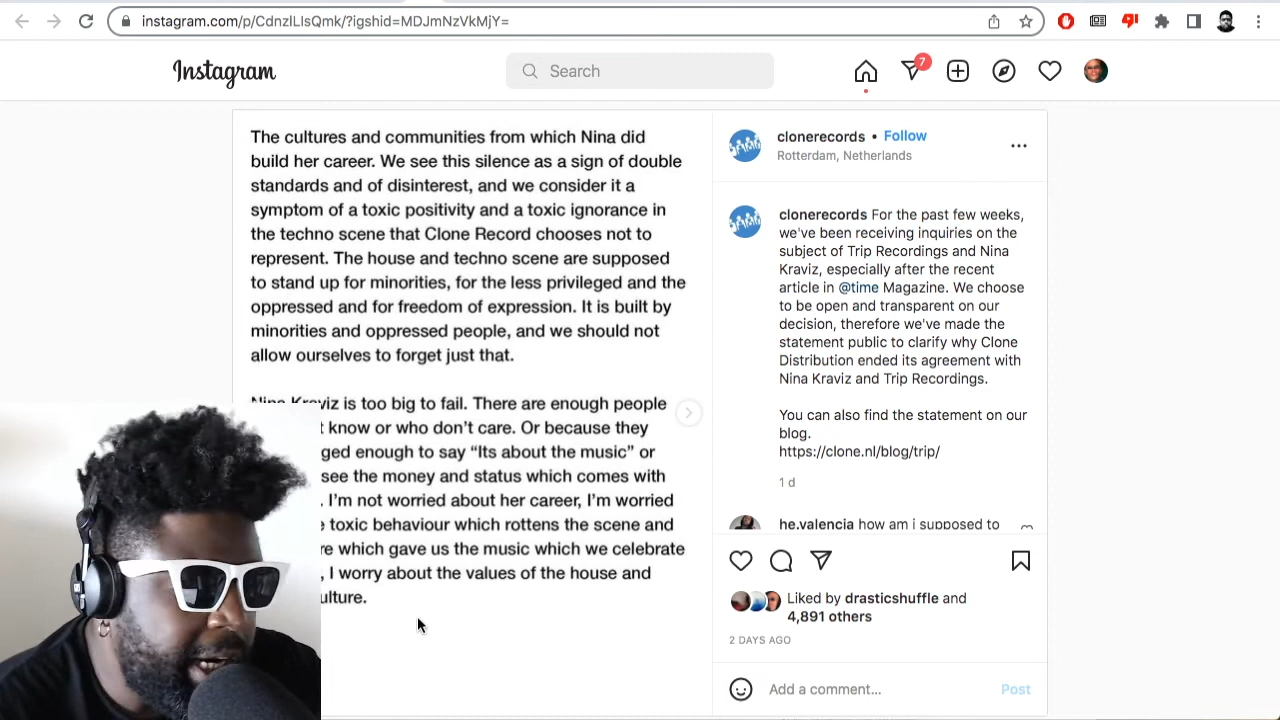 instagram.com/p/CdnzlLlsQmk/?igshid=MDJmNzVkMjY=
Instagram
Search
7
The cultures and communities from which Nina did
build her career. We see this silence as a sign of double
standards and of disinterest, and we consider it a
symptom of a toxic positivity and a toxic ignorance in
the techno scene that Clone Record chooses not to
represent. The house and techno scene are supposed
to stand up for minorities, for the less privileged and the
oppressed and for freedom of expression. It is built by
minorities and oppressed people, and we should not
allow ourselves to forget just that.
Nina Kraviz is too big to fail. There are enough people
know or who don't care. Or because they
enough to say “Its about the music” or
see the money and status which comes with
I'm not worried about her career, I'm worried
toxic behaviour which rottens the scene and
which gave us the music which we celebrate
, I worry about the values of the house and
clonerecords • Follow
Rotterdam, Netherlands
clonerecords For the past few weeks,
we've been receiving inquiries on the
subject of Trip Recordings and Nina
Kraviz, especially after the recent
article in @time Magazine. We choose
to be open and transparent on our
decision, therefore we've made the
statement public to clarify why Clone
Distribution ended its agreement with
Nina Kraviz and Trip Recordings.
You can also find the statement on our
blog.
https://clone.nl/blog/trip/
1 d
he.valencia how am i supposed to
Liked by drasticshuffle and
4,891 others
2 DAYS AGO
Add a comment...
Post